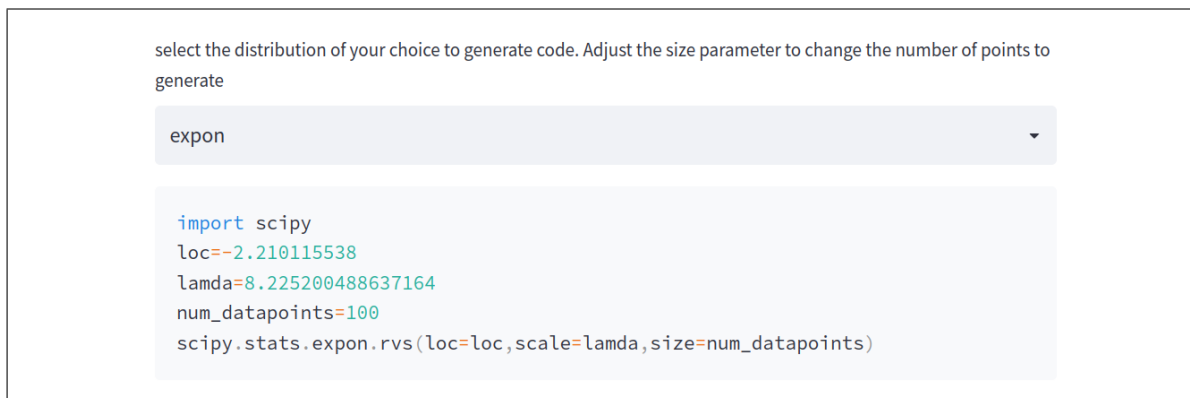 select the distribution of your choice to generate code. Adjust the size parameter to change the number of points to
generate
expon
import scipy
loc=-2.210115538
lamda=8.225200488637164
num_datapoints=100
scipy.stats.expon.rvs(loc=loc,scale=lamda,size=num_datapoints)